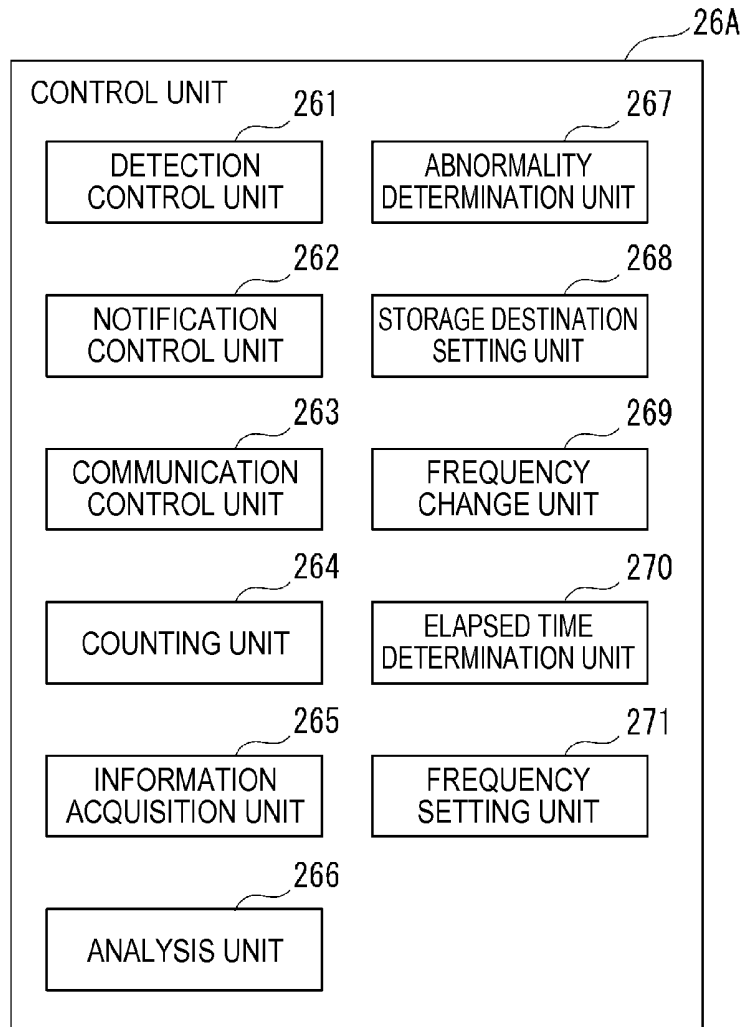 26A
CONTROL UNIT
261
DETECTION
CONTROL UNIT
262
NOTIFICATION
CONTROL UNIT
263
COMMUNICATION
CONTROL UNIT
264
COUNTING UNIT
265
INFORMATION
ACQUISITION UNIT
266
ANALYSIS UNIT
267
ABNORMALITY
DETERMINATION UNIT
268
STORAGE DESTINATION
SETTING UNIT
269
FREQUENCY
CHANGE UNIT
270
ELAPSED TIME
DETERMINATION UNIT
271
FREQUENCY
SETTING UNIT